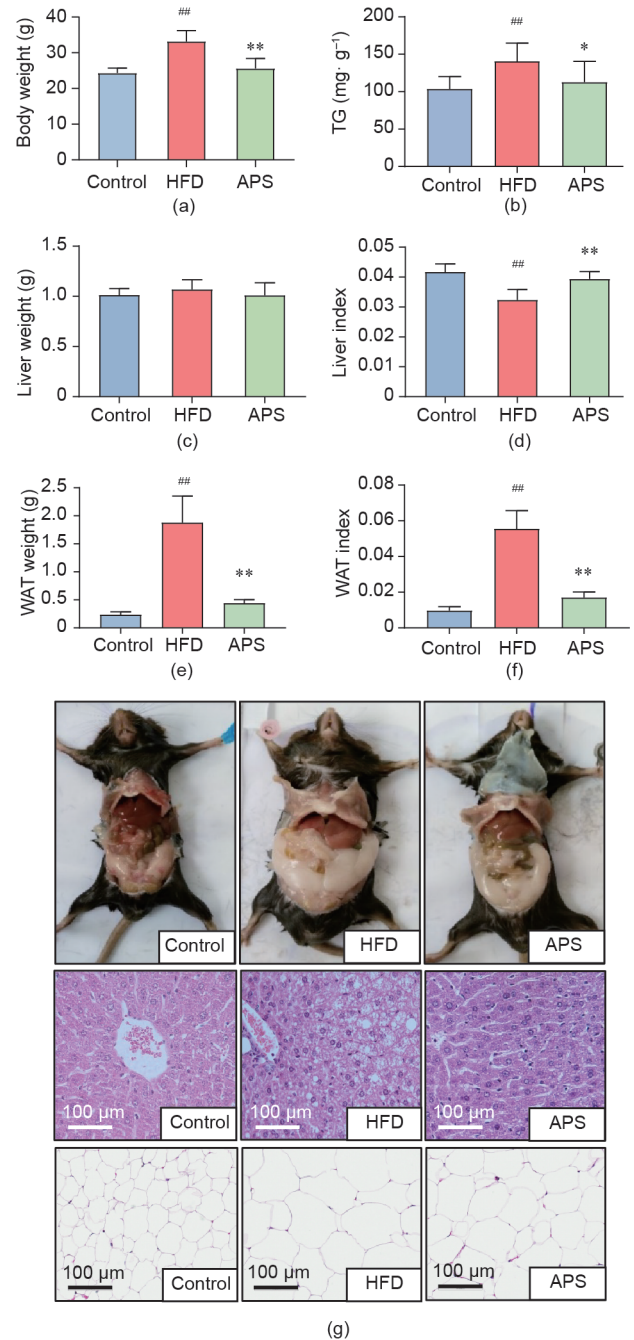 Body weight (g)
40
30
20
10
0
##
**
Control HFD APS
(a)
TG (mg· g⁻¹)
200
150
100
50
0
##
*
Control HFD APS
(b)
Liver weight (g)
1.5
1.0
0.5
0
Control HFD APS
(c)
Liver index
0.05
0.04
0.03
0.02
0.01
0
##
**
Control HFD APS
(d)
WAT weight (g)
2.5
2.0
1.5
1.0
0.5
0
##
**
Control HFD APS
(e)
WAT index
0.08
0.06
0.04
0.02
0
##
**
Control HFD APS
(f)
Control HFD APS
100 μm 100 μm 100 μm
Control HFD APS
100 μm 100 μm 100 μm
Control HFD APS
(g)